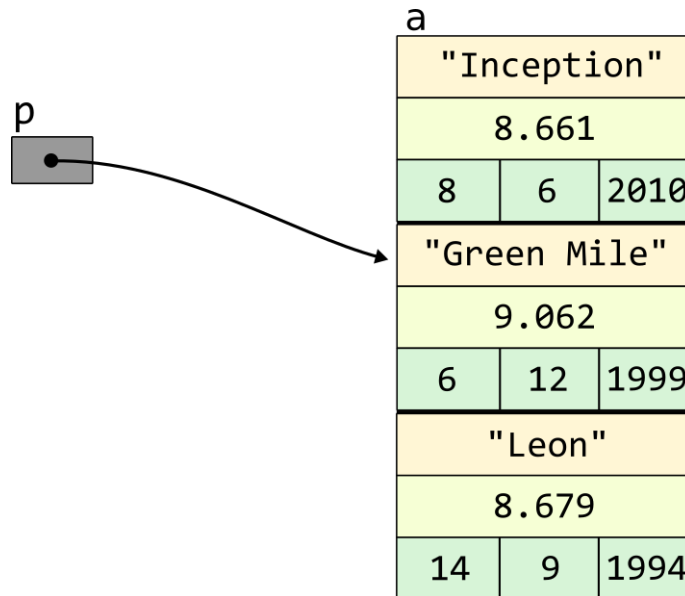 a
"Inception"
p
8.661
8 6 2010
"Green Mile"
9.062
6 12 1999
"Leon"
8.679
14 9 1994